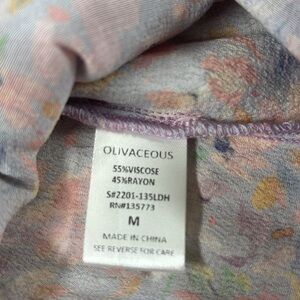 OLIVACEOUS
55%VISCOSE
45%RAYON
S#2201-135LDH
RN#135773
M
MADE IN CHINA
SEE REVERSE FOR CARE